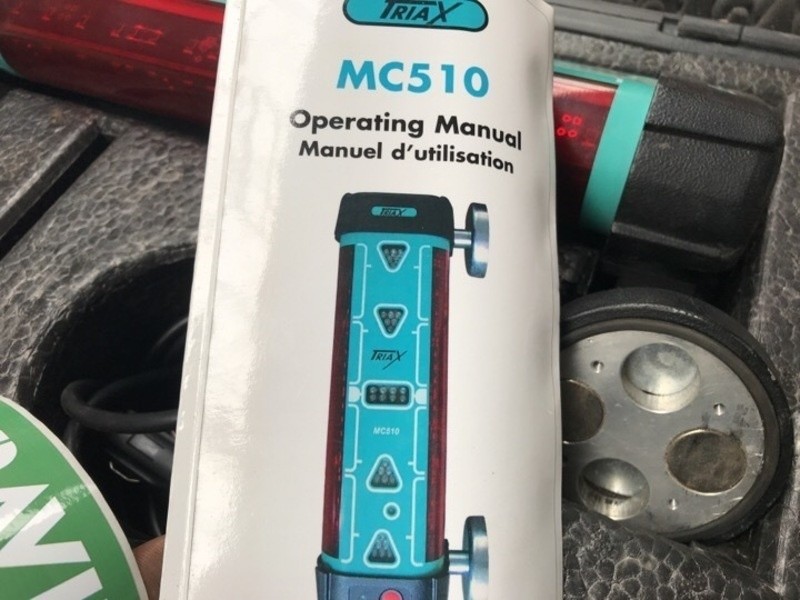 TRIAX
MC510
Operating Manual
Manuel d'utilisation
TRIAX
TRIAX
MC510